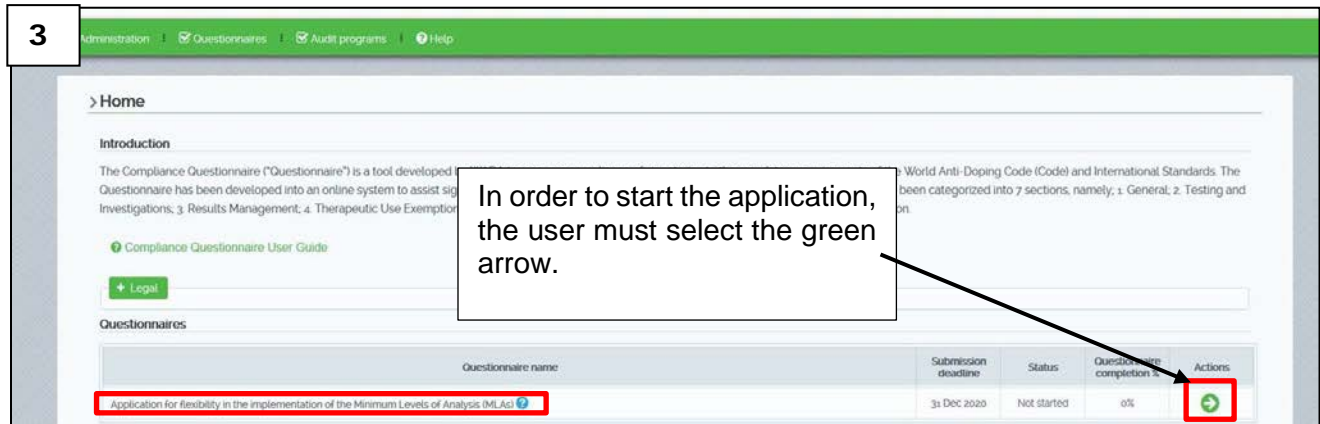 3
Administration | Questionnaires | Audit programs | Help
> Home
Introduction
The Compliance Questionnaire ("Questionnaire") is a tool developed
World Anti-Doping Code (Code) and International Standards. The
Questionnaire has been developed into an online system to assist
been categorized into 7 sections, namely; 1. General; 2. Testing and
Investigations; 3. Results Management; 4. Therapeutic Use
In order to start the application,
the user must select the green
arrow.
Compliance Questionnaire User Guide
+ Legal
Questionnaires
Questionnaire name
Submission deadline
Status
Questionnaire completion %
Actions
Application for flexibility in the implementation of the Minimum Levels of Analysis (MLAs)
31 Dec 2020
Not started
0%